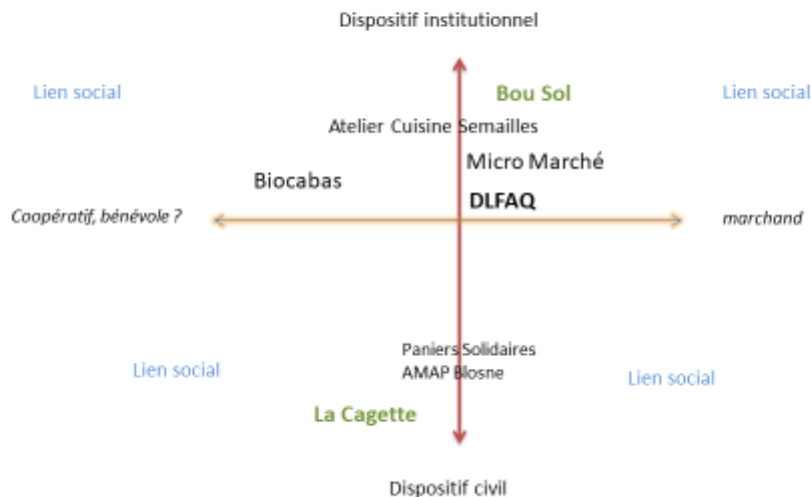 Dispositif institutionnel
Lien social
Bou Sol
Lien social
Atelier Cuisine Semailles
Micro Marché
Biocabas
DLFAQ
Coopératif, bénévole ?
marchand
Paniers Solidaires
AMAP Blosne
Lien social
Lien social
La Cagette
Dispositif civil